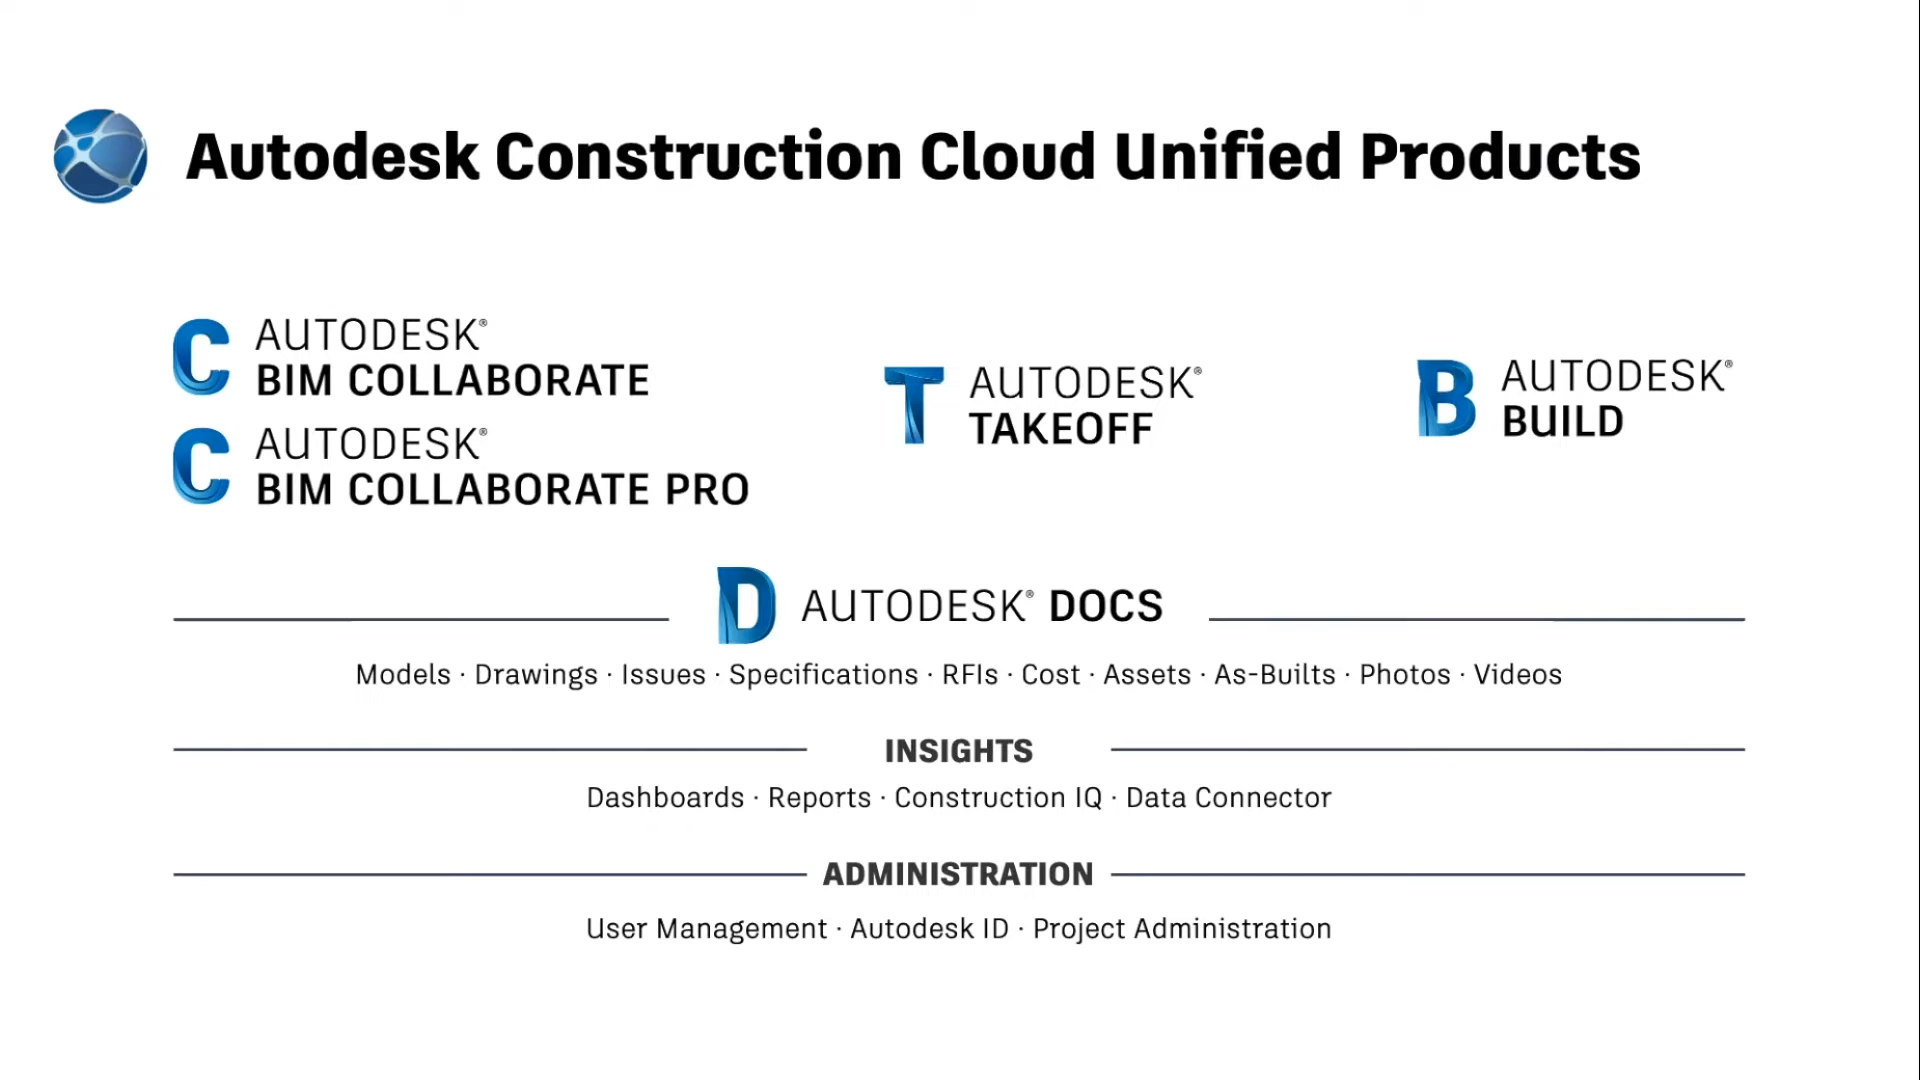 Autodesk Construction Cloud Unified Products
C AUTODESK®
BIM COLLABORATE
C AUTODESK®
BIM COLLABORATE PRO
T AUTODESK®
TAKEOFF
B AUTODESK®
BUILD
D AUTODESK® DOCS
Models · Drawings · Issues · Specifications · RFIs · Cost · Assets · As-Builts · Photos · Videos
INSIGHTS
Dashboards · Reports · Construction IQ · Data Connector
ADMINISTRATION
User Management · Autodesk ID · Project Administration